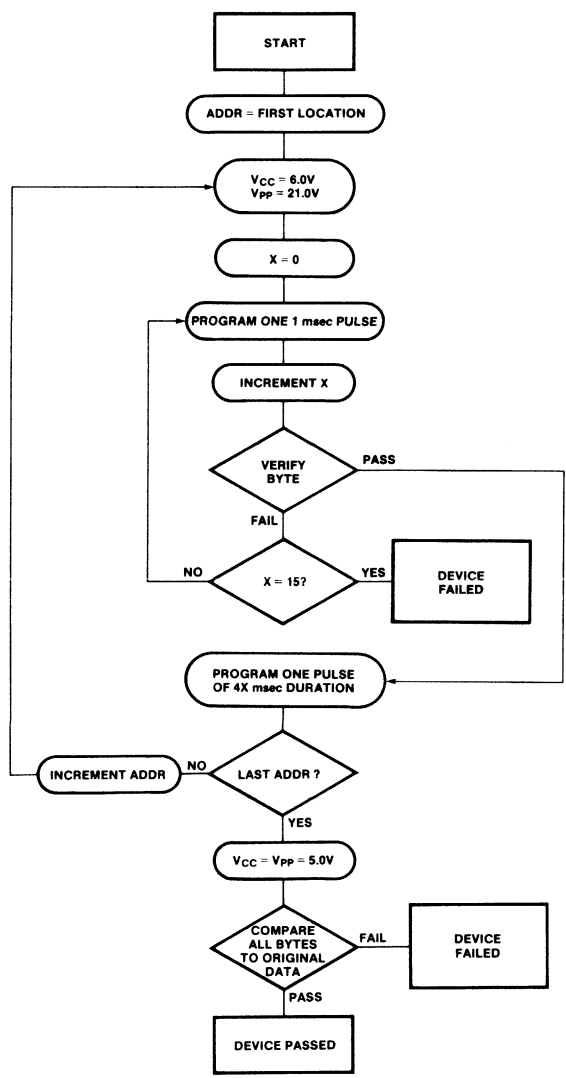 START
ADDR = FIRST LOCATION
VCC = 6.0V
VPP = 21.0V
X = 0
PROGRAM ONE 1 msec PULSE
INCREMENT X
VERIFY
BYTE
PASS
FAIL
X = 15?
NO
YES
DEVICE
FAILED
PROGRAM ONE PULSE
OF 4X msec DURATION
LAST ADDR ?
NO
INCREMENT ADDR
YES
VCC = VPP = 5.0V
COMPARE
ALL BYTES
TO ORIGINAL
DATA
FAIL
DEVICE
FAILED
PASS
DEVICE PASSED